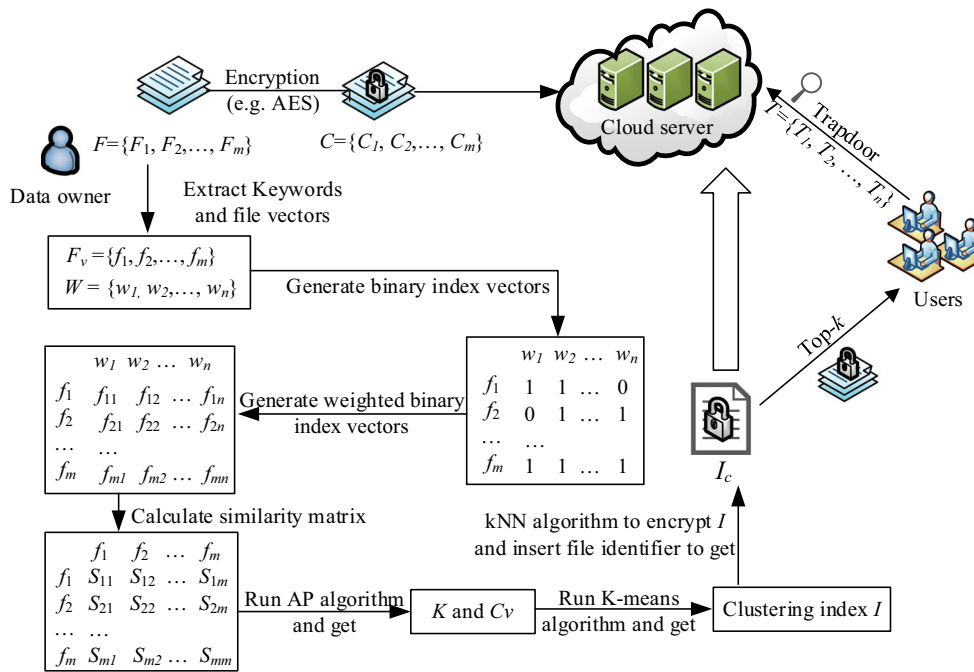 Encryption
(e.g. AES)
F={F1, F2,…, Fm}
C={C1, C2,…, Cm}
Cloud server
Trapdoor
T={T1, T2, …, Tn}
Data owner
Extract Keywords
and file vectors
Users
Fv ={f1, f2,…, fm}
W = {w1, w2,…, wn}
Generate binary index vectors
Top-k
w1 w2 … wn
f1 1 1 … 0
f2 0 1 … 1
… …
fm 1 1 … 1
w1 w2 … wn
f1 f11 f12 … f1n
f2 f21 f22 … f2n
… …
fm fm1 fm2 … fmn
Generate weighted binary
index vectors
Ic
Calculate similarity matrix
kNN algorithm to encrypt I
and insert file identifier to get
f1 f2 … fm
f1 S11 S12 … S1m
f2 S21 S22 … S2m
… …
fm Sm1 Sm2 … Smm
Run AP algorithm
and get
K and Cv
Run K-means
algorithm and get
Clustering index I